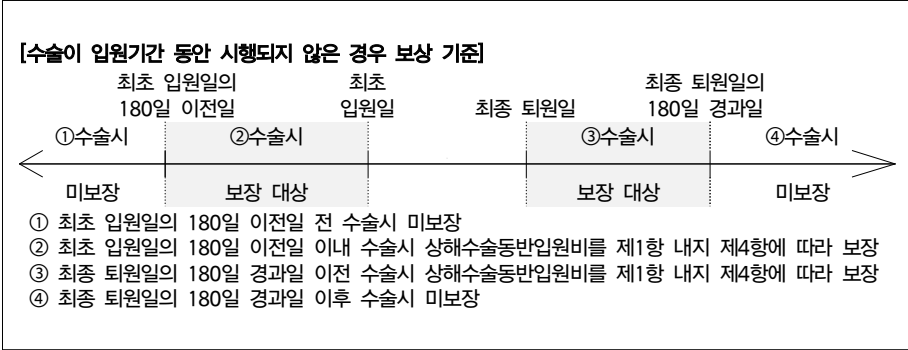 [수술이 입원기간 동안 시행되지 않은 경우 보상 기준]
최초 입원일의
180일 이전일
최초
입원일
최종 퇴원일
최종 퇴원일의
180일 경과일
①수술시
②수술시
③수술시
④수술시
미보장
보장 대상
보장 대상
미보장
① 최초 입원일의 180일 이전일 전 수술시 미보장
② 최초 입원일의 180일 이전일 이내 수술시 상해수술동반입원비를 제1항 내지 제4항에 따라 보장
③ 최종 퇴원일의 180일 경과일 이전 수술시 상해수술동반입원비를 제1항 내지 제4항에 따라 보장
④ 최종 퇴원일의 180일 경과일 이후 수술시 미보장